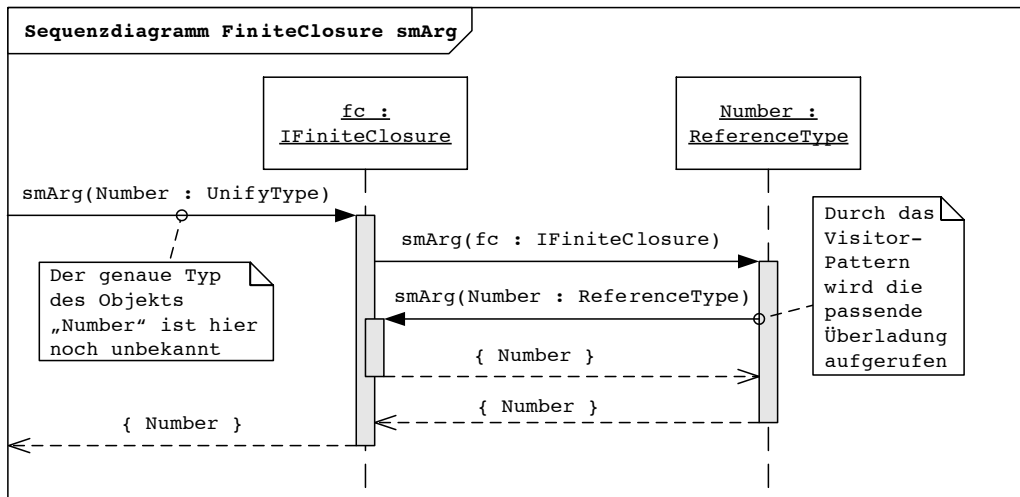 Sequenzdiagramm FiniteClosure smArg
fc :
IFiniteClosure
Number :
ReferenceType
smArg(Number : UnifyType)
Der genaue Typ
des Objekts
„Number“ ist hier
noch unbekannt
smArg(fc : IFiniteClosure)
smArg(Number : ReferenceType)
Durch das
Visitor-
Pattern
wird die
passende
Überladung
aufgerufen
{ Number }
{ Number }
{ Number }